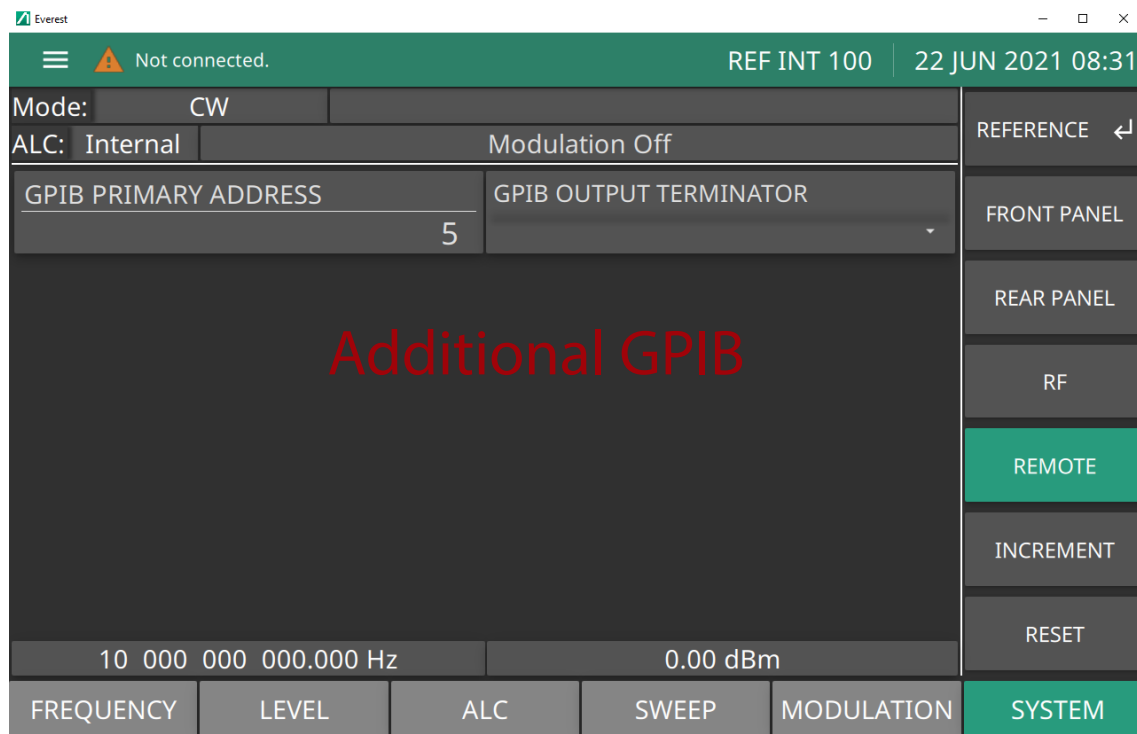 Everest
Not connected.
REF INT 100
22 JUN 2021 08:31
Mode: CW
ALC: Internal
Modulation Off
GPIB PRIMARY ADDRESS
5
GPIB OUTPUT TERMINATOR
Additional GPIB
10 000 000 000.000 Hz
0.00 dBm
REFERENCE
FRONT PANEL
REAR PANEL
RF
REMOTE
INCREMENT
RESET
FREQUENCY
LEVEL
ALC
SWEEP
MODULATION
SYSTEM